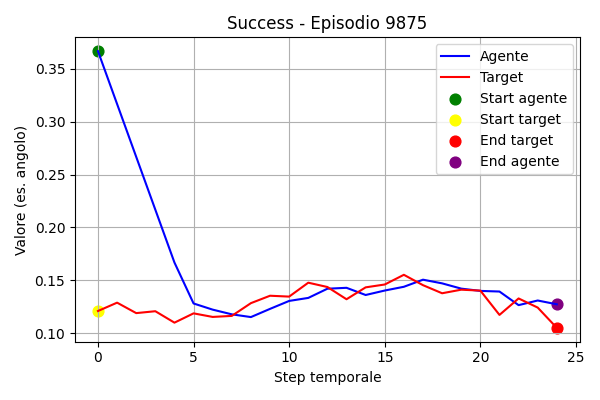 Success - Episodio 9875
Agente
Target
Start agente
Start target
End target
End agente
Valore (es. angolo)
0.35
0.30
0.25
0.20
0.15
0.10
0
5
10
15
20
25
Step temporale